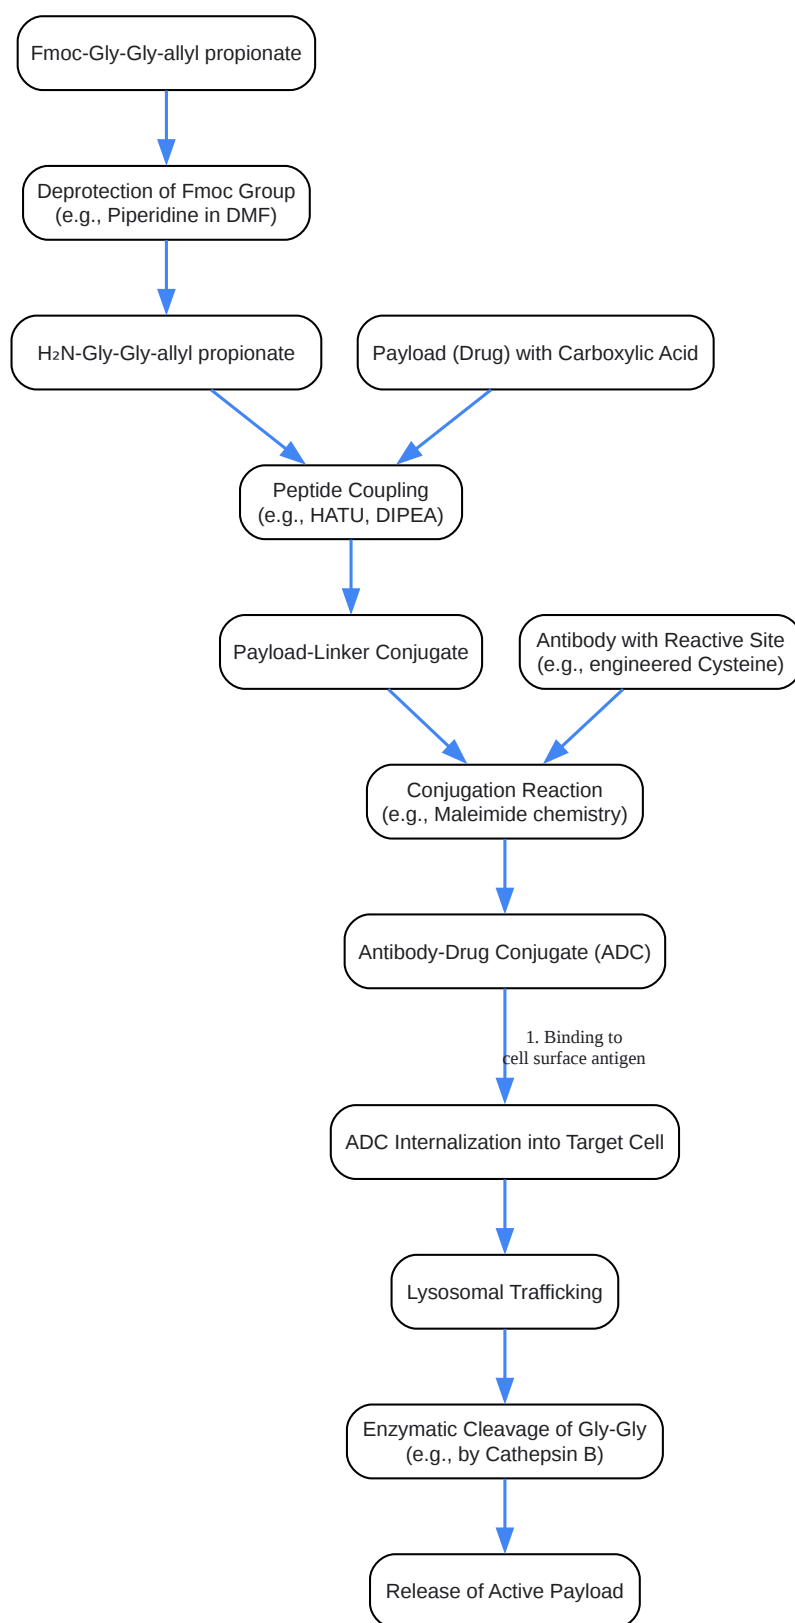 Fmoc-Gly-Gly-allyl propionate
Deprotection of Fmoc Group
(e.g., Piperidine in DMF)
H₂N-Gly-Gly-allyl propionate
Payload (Drug) with Carboxylic Acid
Peptide Coupling
(e.g., HATU, DIPEA)
Payload-Linker Conjugate
Antibody with Reactive Site
(e.g., engineered Cysteine)
Conjugation Reaction
(e.g., Maleimide chemistry)
Antibody-Drug Conjugate (ADC)
1. Binding to
cell surface antigen
ADC Internalization into Target Cell
Lysosomal Trafficking
Enzymatic Cleavage of Gly-Gly
(e.g., by Cathepsin B)
Release of Active Payload